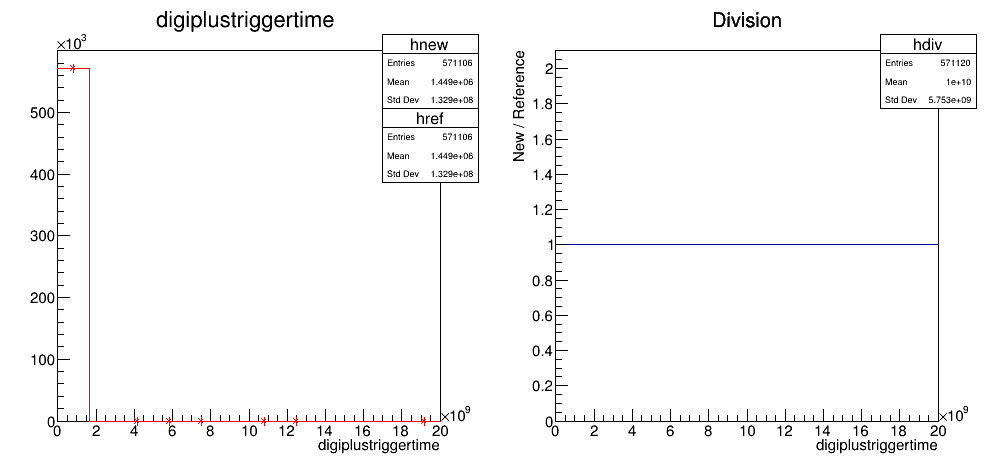 digiplustriggertime
×10³
hnew
Entries 571106
Mean 1.449e+06
Std Dev 1.329e+08
href
Entries 571106
Mean 1.449e+06
Std Dev 1.329e+08
500
400
300
200
100
0
0 2 4 6 8 10 12 14 16 18 20
×10⁹
digiplustriggertime
Division
hdiv
Entries 571120
Mean 1e+10
Std Dev 5.753e+09
New / Reference
2
1.8
1.6
1.4
1.2
1
0.8
0.6
0.4
0.2
0
0 2 4 6 8 10 12 14 16 18 20
×10⁹
digiplustriggertime